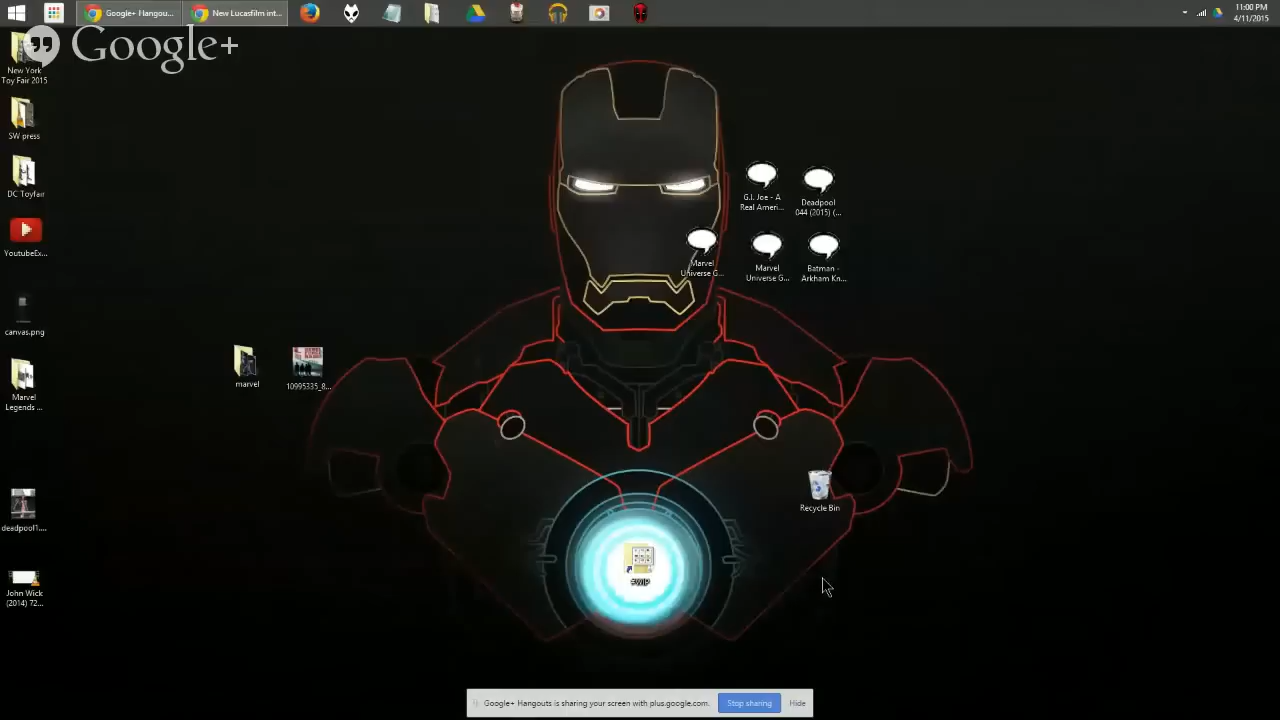 Google+ Hangou...
New Lucasfilm int...
11:00 PM
4/11/2015
Google+
New York
Toy Fair 2015
SW press
DC Toyfair
YoutubeEx...
canvas.png
Marvel
Legends ...
deadpool1....
John Wick
(2014) 72...
marvel
10995335_8...
G.I. Joe - A
Real Ameri...
Deadpool
044 (2015) (...
Marvel
Universe G...
Marvel
Universe G...
Batman -
Arkham Kn...
Recycle Bin
#WIP
Google+ Hangouts is sharing your screen with plus.google.com.
Stop sharing
Hide